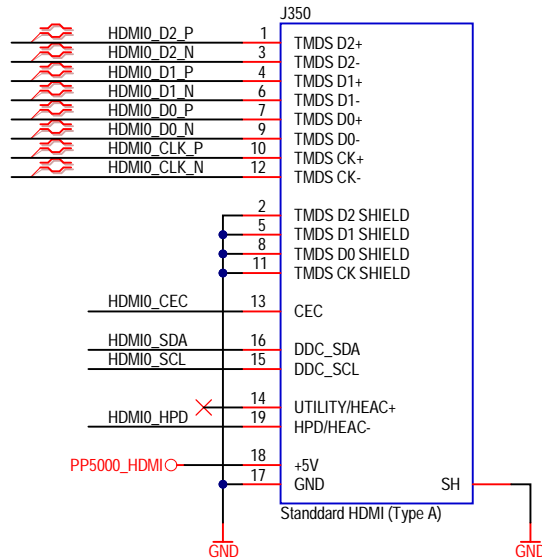 J350
HDMI0_D2_P 1 TMDS D2+
HDMI0_D2_N 3 TMDS D2-
HDMI0_D1_P 4 TMDS D1+
HDMI0_D1_N 6 TMDS D1-
HDMI0_D0_P 7 TMDS D0+
HDMI0_D0_N 9 TMDS D0-
HDMI0_CLK_P 10 TMDS CK+
HDMI0_CLK_N 12 TMDS CK-
2 TMDS D2 SHIELD
5 TMDS D1 SHIELD
8 TMDS D0 SHIELD
11 TMDS CK SHIELD
HDMI0_CEC 13 CEC
HDMI0_SDA 16 DDC_SDA
HDMI0_SCL 15 DDC_SCL
14 UTILITY/HEAC+
HDMI0_HPD 19 HPD/HEAC-
PP5000_HDMI 18 +5V
17 GND SH
Standdard HDMI (Type A)
GND GND